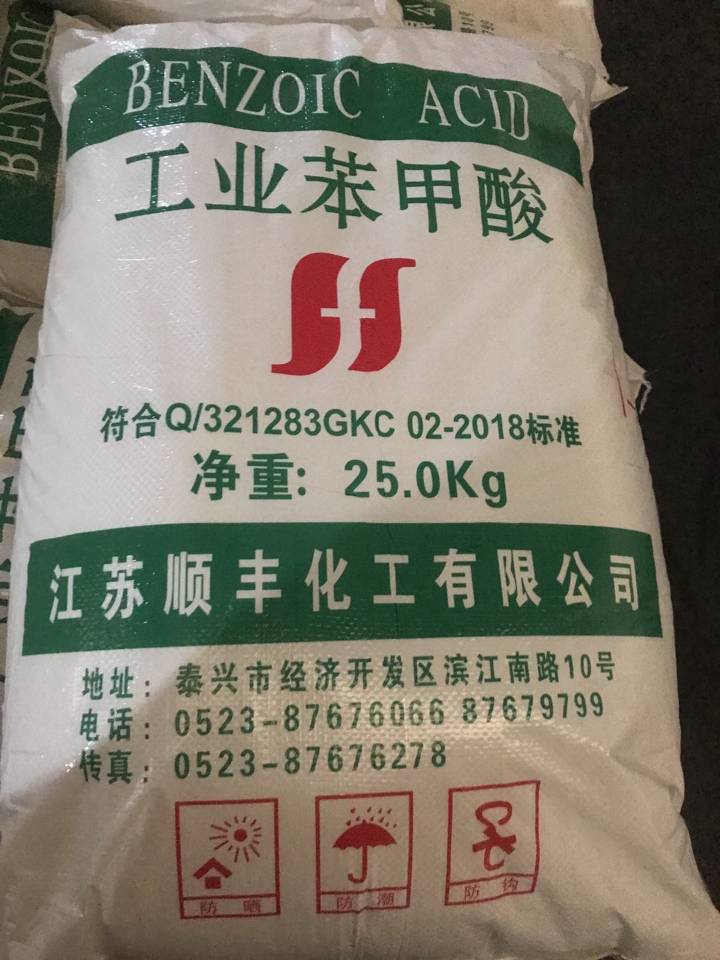 BENZOIC ACID
工业苯甲酸
符合Q/321283GKC 02-2018标准
净重: 25.0Kg
江苏顺丰化工有限公司
地址: 泰兴市经济开发区滨江南路10号
电话: 0523-87676066 87679799
传真: 0523-87676278
防晒
防潮
防钩
BENZOIC